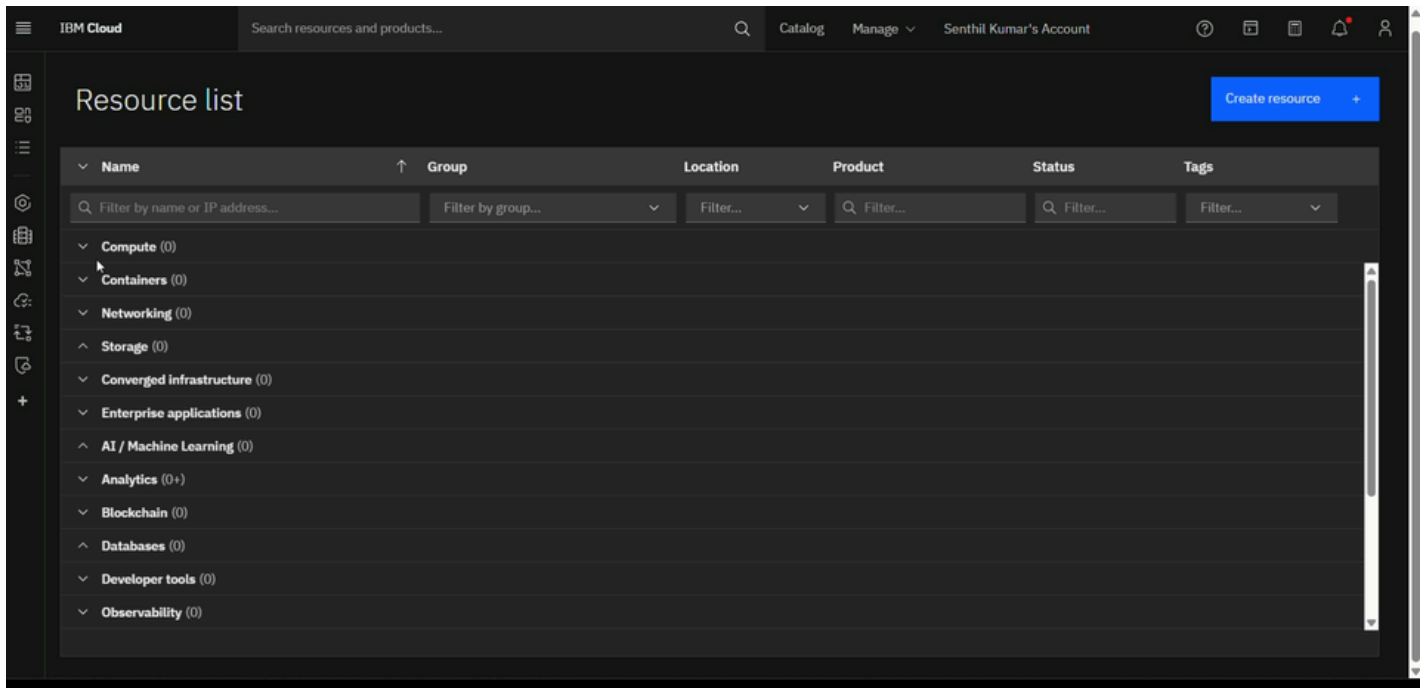 IBM Cloud Search resources and products... Catalog Manage Senthil Kumar's Account
Resource list
Create resource +
Name Group Location Product Status Tags
Filter by name or IP address... Filter by group... Filter... Filter... Filter... Filter...
Compute (0)
Containers (0)
Networking (0)
Storage (0)
Converged infrastructure (0)
Enterprise applications (0)
AI / Machine Learning (0)
Analytics (0+)
Blockchain (0)
Databases (0)
Developer tools (0)
Observability (0)